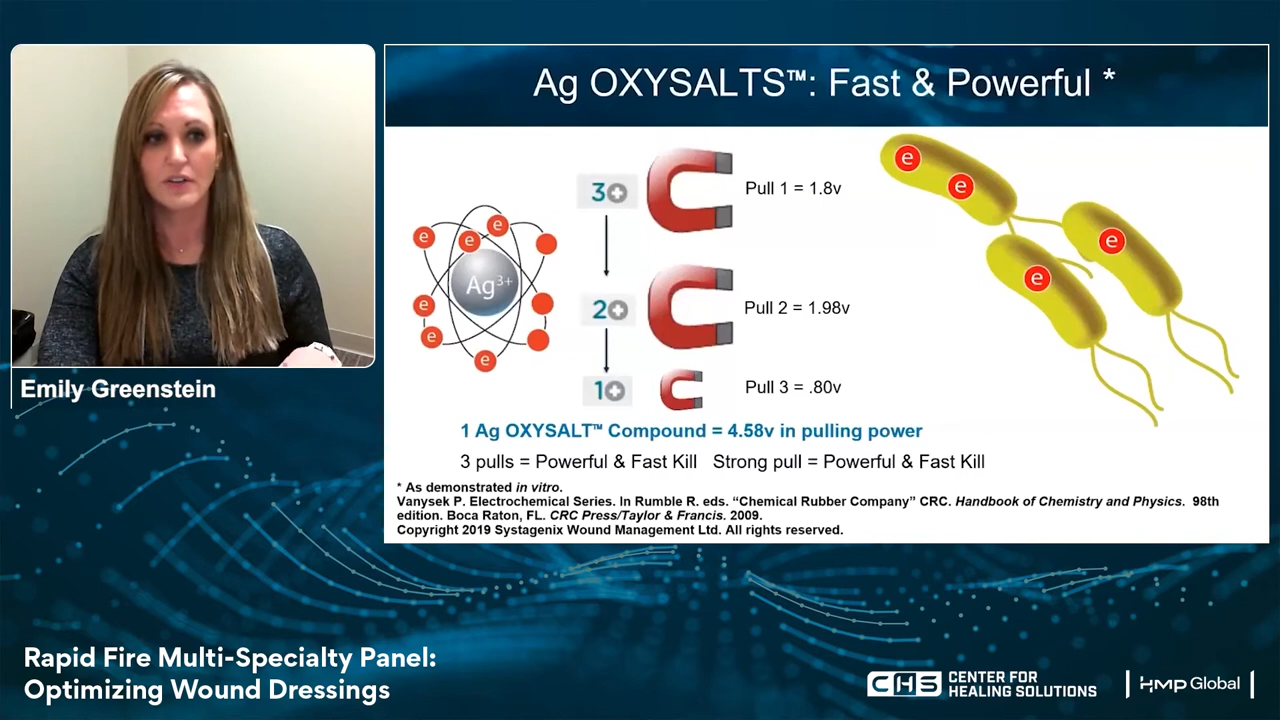 Ag OXYSALTS™: Fast & Powerful *
3+
Pull 1 = 1.8v
e
e
e
e
e
e
Ag3+
e
e
e
e
2+
Pull 2 = 1.98v
1+
Pull 3 = .80v
1 Ag OXYSALT™ Compound = 4.58v in pulling power
3 pulls = Powerful & Fast Kill Strong pull = Powerful & Fast Kill
* As demonstrated in vitro.
Vanysek P. Electrochemical Series. In Rumble R. eds. “Chemical Rubber Company” CRC. Handbook of Chemistry and Physics. 98th
edition. Boca Raton, FL. CRC Press/Taylor & Francis. 2009.
Copyright 2019 Systagenix Wound Management Ltd. All rights reserved.
Emily Greenstein
Rapid Fire Multi-Specialty Panel:
Optimizing Wound Dressings
CHS CENTER FOR
HEALING SOLUTIONS
HMP Global